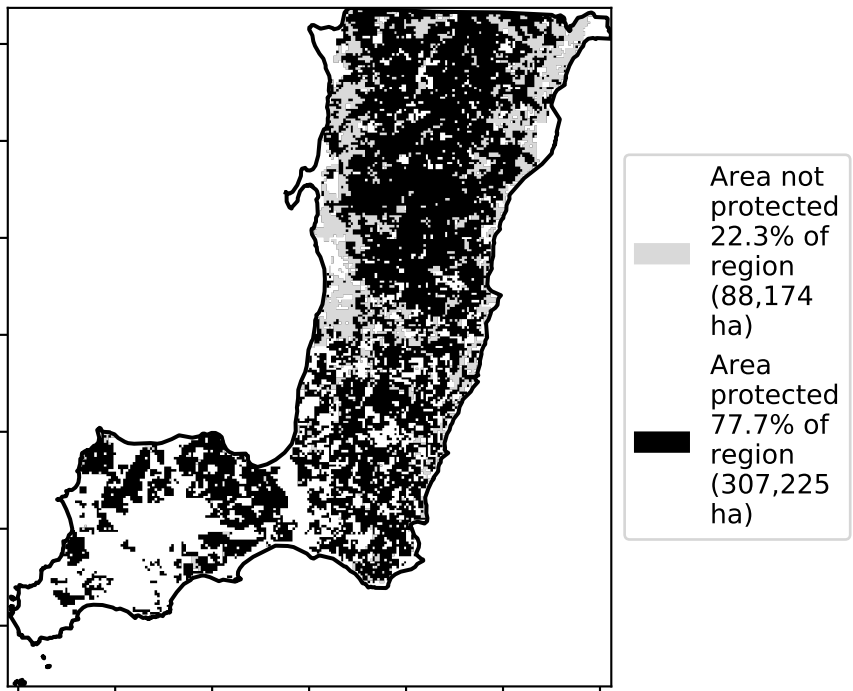 Area not
protected
22.3% of
region
(88,174
ha)
Area
protected
77.7% of
region
(307,225
ha)